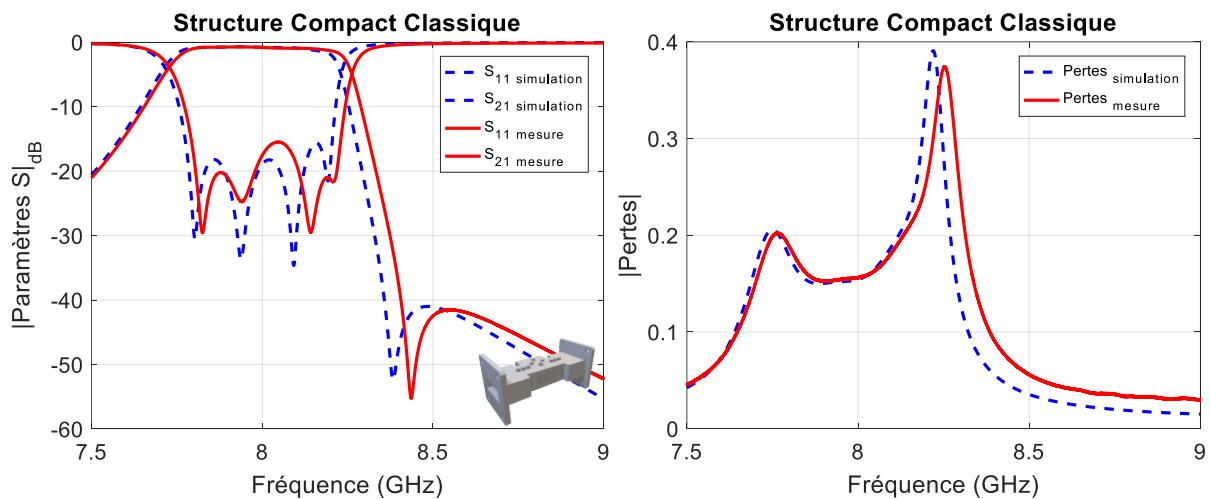 Structure Compact Classique
0
-10
-20
-30
-40
-50
-60
7.5
8
8.5
9
|Paramètres S|dB
Fréquence (GHz)
S11 simulation
S21 simulation
S11 mesure
S21 mesure
Structure Compact Classique
0.4
0.3
0.2
0.1
0
7.5
8
8.5
9
|Pertes|
Fréquence (GHz)
Pertes simulation
Pertes mesure